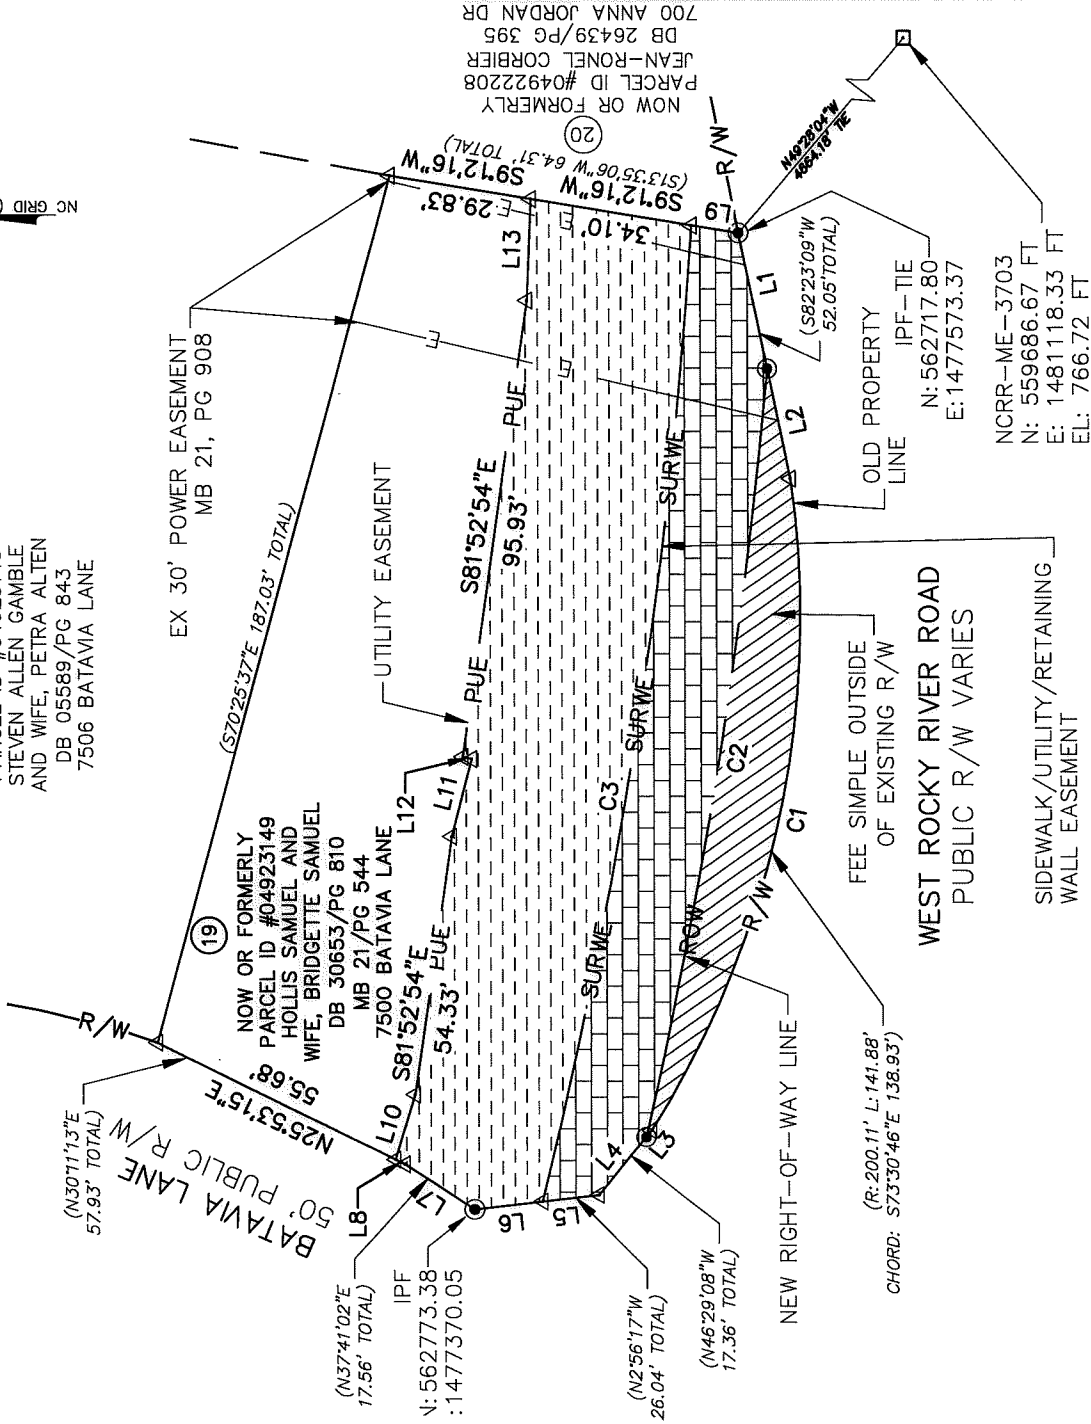 NC GRID (
STEVEN ALLEN GAMBLE
AND WIFE, PETRA ALTEN
DB 05589/PG 843
7506 BATAVIA LANE
EX 30' POWER EASEMENT
MB 21, PG 908
(S70°25'37"E 187.03' TOTAL)
UTILITY EASEMENT
R/W
(N30°11'13"E
57.93' TOTAL)
N25°53'15"E
55.68'
BATAVIA LANE
50' PUBLIC R/W
19
NOW OR FORMERLY
PARCEL ID #04923149
HOLLIS SAMUEL AND
WIFE, BRIDGETTE SAMUEL
DB 30653/PG 810
MB 21/PG 544
7500 BATAVIA LANE
L8
L10
S81°52'54"E
54.33'
PUE
L11
L12
PUE
S81°52'54"E
95.93'
PUE
L13
E
E
E
E
E
29.83'
S9°12'16"W
34.10'
S9°12'16"W
(S13°35'06"W 64.31' TOTAL)
20
NOW OR FORMERLY
PARCEL ID #04922208
JEAN-RONEL CORBIER
DB 26439/PG 395
700 ANNA JORDAN DR
R/W
L9
N49°28'04"W
4864.18' TIE
(N37°41'02"E
17.56' TOTAL)
L7
IPF
N: 562773.38
: 1477370.05
L6
L5
L4
L3
(N2°56'17"W
26.04' TOTAL)
(N46°29'08"W
17.36' TOTAL)
SURWE
C3
SURWE
SURWE
ROW
C2
R/W
C1
L2
L1
(S82°23'09"W
52.05'TOTAL)
NEW RIGHT-OF-WAY LINE
(R: 200.11' L:141.88'
CHORD: S73°30'46"E 138.93')
FEE SIMPLE OUTSIDE
OF EXISTING R/W
OLD PROPERTY
LINE
IPF-TIE
N: 562717.80
E:1477573.37
WEST ROCKY RIVER ROAD
PUBLIC R/W VARIES
SIDEWALK/UTILITY/RETAINING
WALL EASEMENT
NCRR-ME-3703
N: 559686.67 FT
E: 1481118.33 FT
EL: 766.72 FT